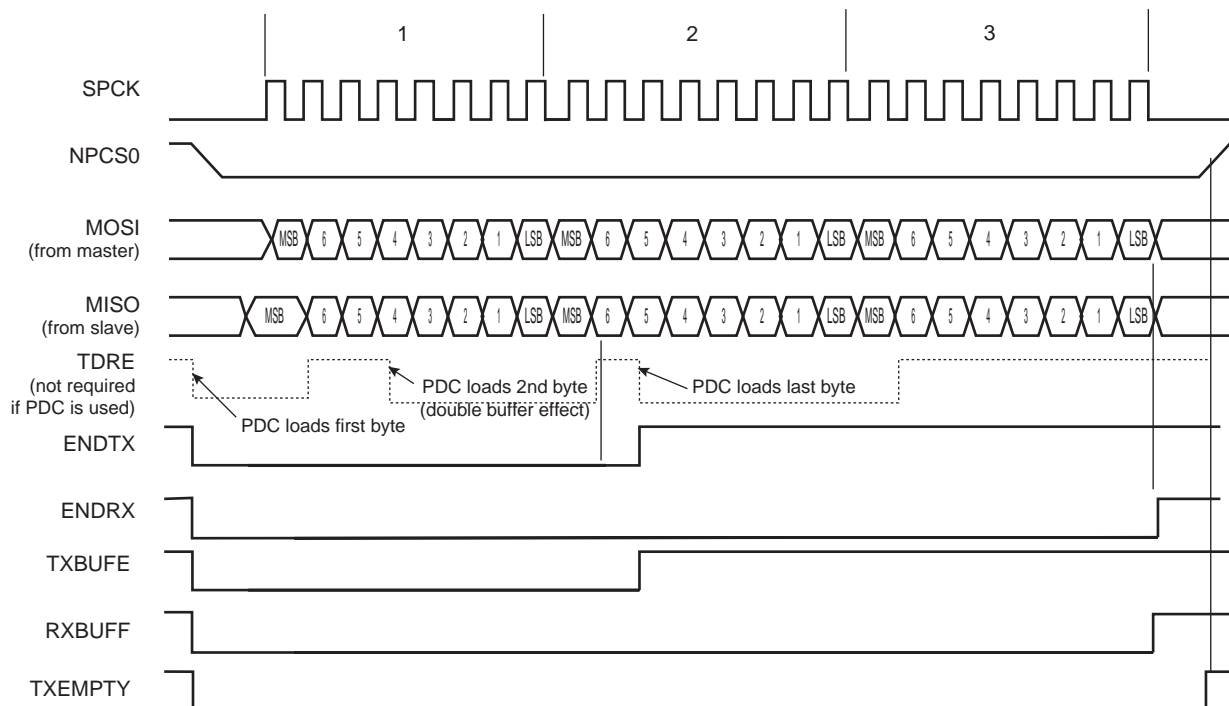 1 2 3
SPCK
NPCS0
MOSI
(from master)
MSB 6 5 4 3 2 1 LSB MSB 6 5 4 3 2 1 LSB MSB 6 5 4 3 2 1 LSB
MISO
(from slave)
MSB 6 5 4 3 2 1 LSB MSB 6 5 4 3 2 1 LSB MSB 6 5 4 3 2 1 LSB
TDRE
(not required
if PDC is used)
PDC loads first byte
PDC loads 2nd byte
(double buffer effect)
PDC loads last byte
ENDTX
ENDRX
TXBUFE
RXBUFF
TXEMPTY